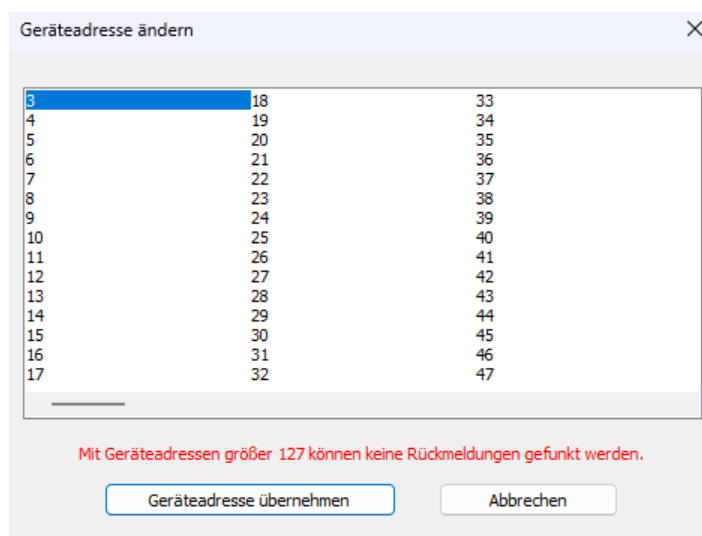 Geräteadresse ändern
3 18 33
4 19 34
5 20 35
6 21 36
7 22 37
8 23 38
9 24 39
10 25 40
11 26 41
12 27 42
13 28 43
14 29 44
15 30 45
16 31 46
17 32 47
Mit Geräteadressen größer 127 können keine Rückmeldungen gefunkt werden.
Geräteadresse übernehmen Abbrechen